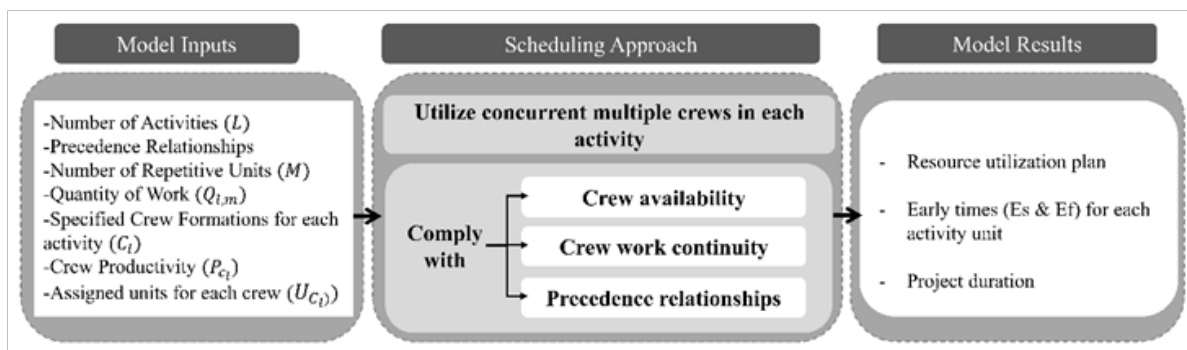 Model Inputs
Scheduling Approach
Model Results
-Number of Activities (L)
-Precedence Relationships
-Number of Repetitive Units (M)
-Quantity of Work (Q_{i,m})
-Specified Crew Formations for each
activity (C_i)
-Crew Productivity (P_{c_i})
-Assigned units for each crew (U_{C_i}))
Utilize concurrent multiple crews in each
activity
Comply
with
Crew availability
Crew work continuity
Precedence relationships
- Resource utilization plan
- Early times (Es & Ef) for each
activity unit
- Project duration